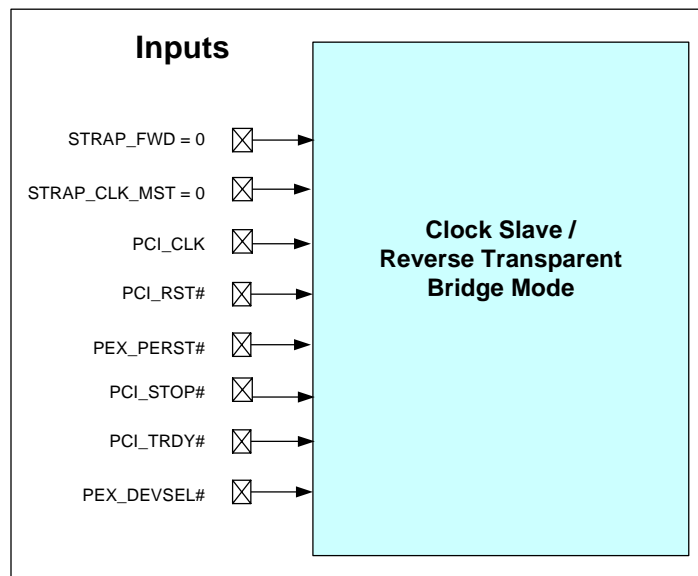 Inputs
STRAP_FWD = 0
STRAP_CLK_MST = 0
PCI_CLK
PCI_RST#
PEX_PERST#
PCI_STOP#
PCI_TRDY#
PEX_DEVSEL#
Clock Slave /
Reverse Transparent
Bridge Mode